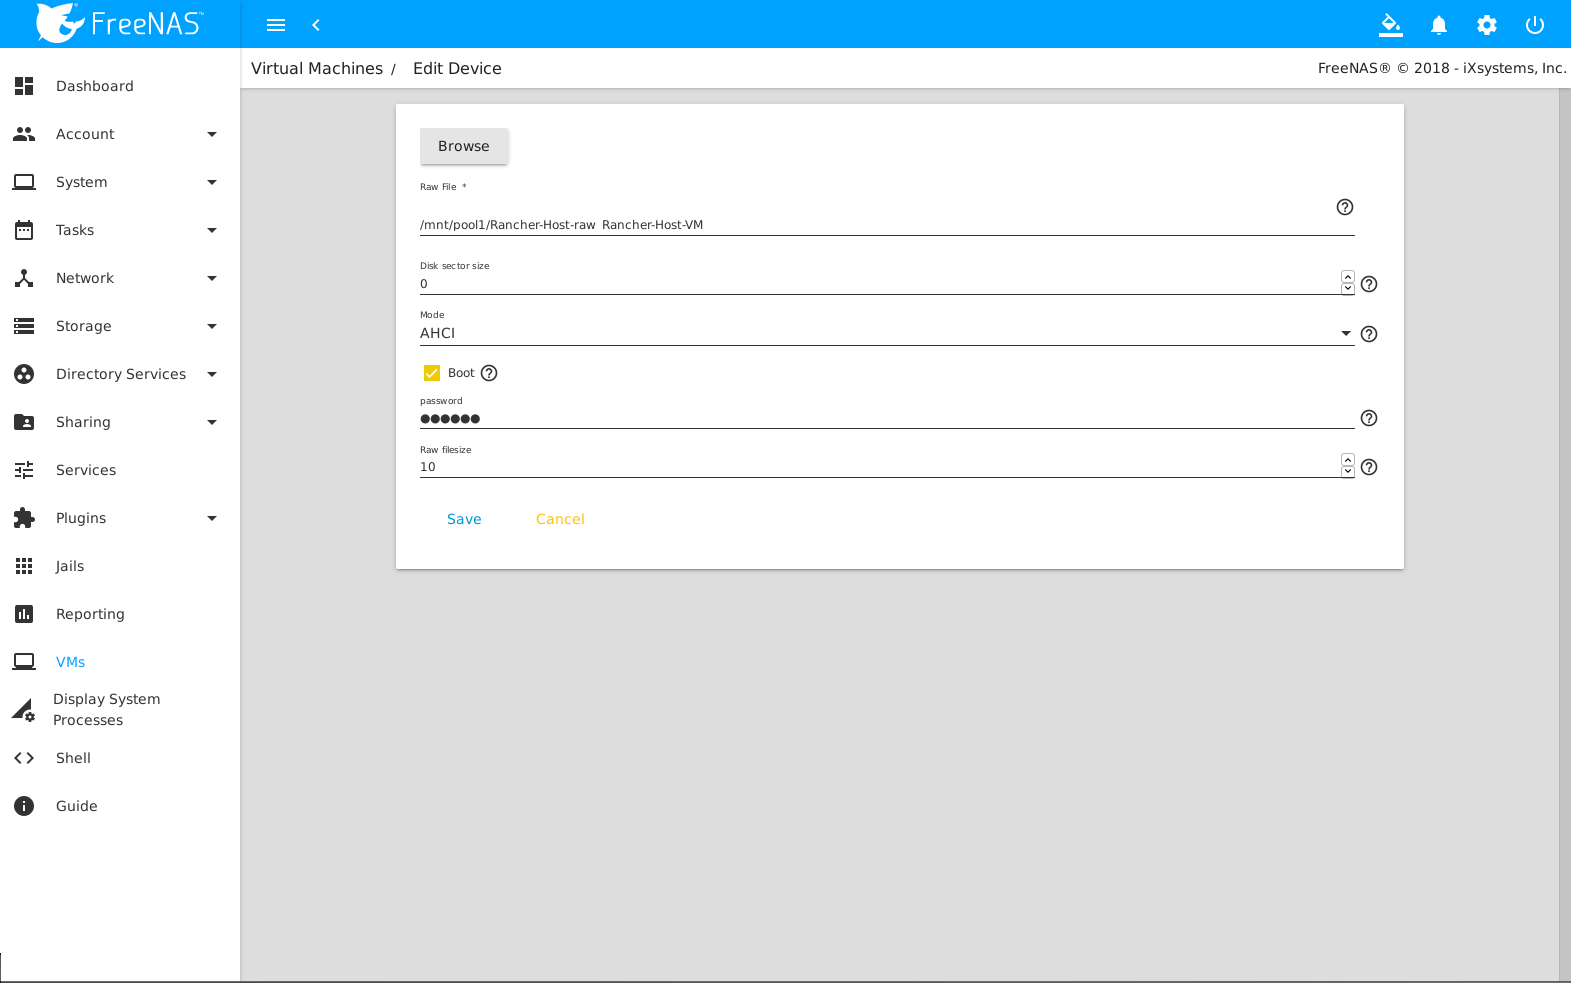 FreeNAS™
Virtual Machines / Edit Device
FreeNAS® © 2018 - iXsystems, Inc.
Dashboard
Account
System
Tasks
Network
Storage
Directory Services
Sharing
Services
Plugins
Jails
Reporting
VMs
Display System
Processes
Shell
Guide
Browse
Raw File *
/mnt/pool1/Rancher-Host-raw_Rancher-Host-VM
Disk sector size
0
Mode
AHCI
Boot
password
●●●●●●
Raw filesize
10
Save Cancel